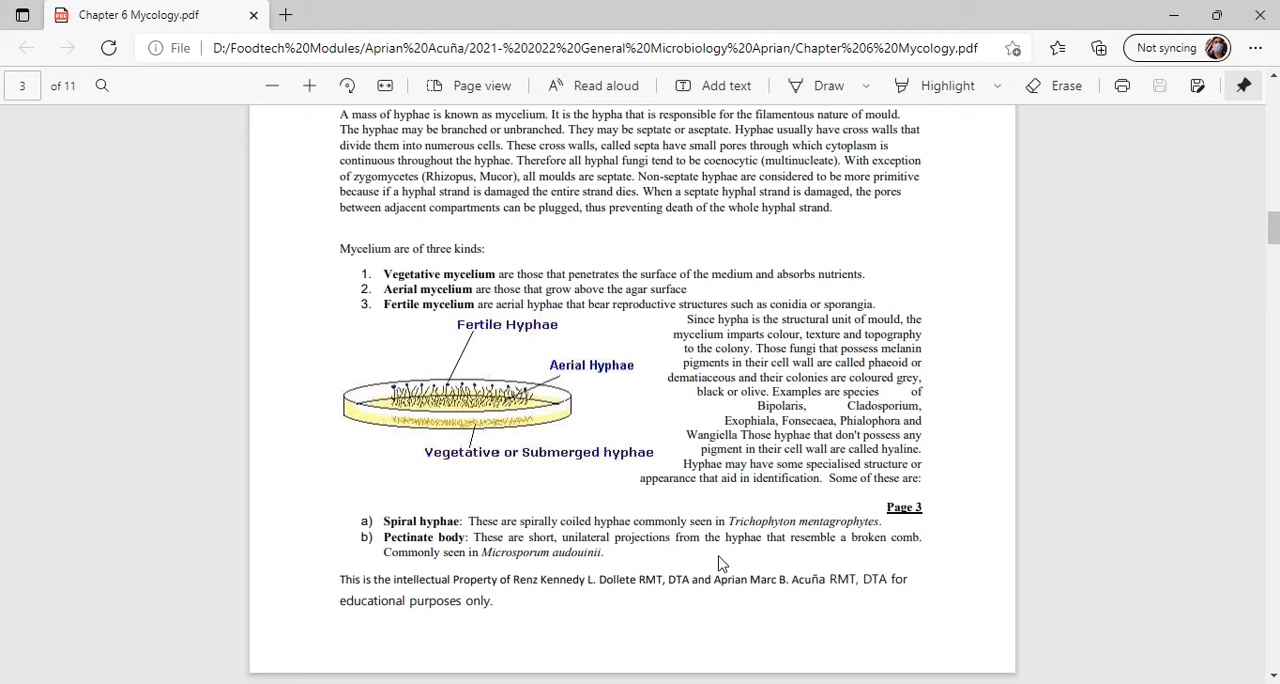 Chapter 6 Mycology.pdf
File
D:/Foodtech%20Modules/Aprian%20Acuña/2021-%202022%20General%20Microbiology%20Aprian/Chapter%206%20Mycology.pdf
Not syncing
3 of 11
Page view
Read aloud
Add text
Draw
Highlight
Erase
A mass of hyphae is known as mycelium. It is the hypha that is responsible for the filamentous nature of mould.
The hyphae may be branched or unbranched. They may be septate or aseptate. Hyphae usually have cross walls that
divide them into numerous cells. These cross walls, called septa have small pores through which cytoplasm is
continuous throughout the hyphae. Therefore all hyphal fungi tend to be coenocytic (multinucleate). With exception
of zygomycetes (Rhizopus, Mucor), all moulds are septate. Non-septate hyphae are considered to be more primitive
because if a hyphal strand is damaged the entire strand dies. When a septate hyphal strand is damaged, the pores
between adjacent compartments can be plugged, thus preventing death of the whole hyphal strand.
Mycelium are of three kinds:
1. Vegetative mycelium are those that penetrates the surface of the medium and absorbs nutrients.
2. Aerial mycelium are those that grow above the agar surface
3. Fertile mycelium are aerial hyphae that bear reproductive structures such as conidia or sporangia.
Fertile Hyphae
Aerial Hyphae
Vegetative or Submerged hyphae
Since hypha is the structural unit of mould, the
mycelium imparts colour, texture and topography
to the colony. Those fungi that possess melanin
pigments in their cell wall are called phaeoid or
dematiaceous and their colonies are coloured grey,
black or olive. Examples are species of
Bipolaris, Cladosporium,
Exophiala, Fonsecaea, Phialophora and
Wangiella Those hyphae that don't possess any
pigment in their cell wall are called hyaline.
Hyphae may have some specialised structure or
appearance that aid in identification. Some of these are:
Page 3
a) Spiral hyphae: These are spirally coiled hyphae commonly seen in Trichophyton mentagrophytes.
b) Pectinate body: These are short, unilateral projections from the hyphae that resemble a broken comb.
Commonly seen in Microsporum audouinii.
This is the intellectual Property of Renz Kennedy L. Dollete RMT, DTA and Aprian Marc B. Acuña RMT, DTA for
educational purposes only.